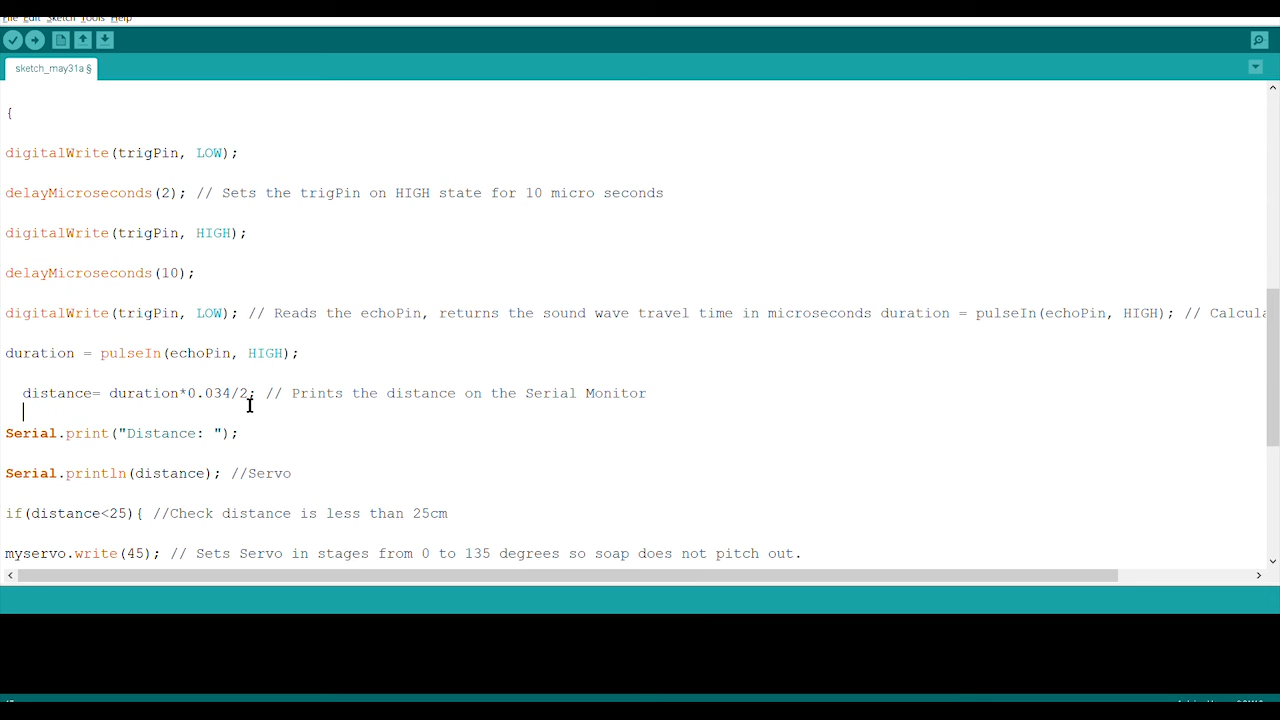 File Edit Sketch Tools Help
sketch_may31a §
{
digitalWrite(trigPin, LOW);
delayMicroseconds(2); // Sets the trigPin on HIGH state for 10 micro seconds
digitalWrite(trigPin, HIGH);
delayMicroseconds(10);
digitalWrite(trigPin, LOW); // Reads the echoPin, returns the sound wave travel time in microseconds duration = pulseIn(echoPin, HIGH); // Calcula
duration = pulseIn(echoPin, HIGH);
distance= duration*0.034/2; // Prints the distance on the Serial Monitor
Serial.print("Distance: ");
Serial.println(distance); //Servo
if(distance<25){ //Check distance is less than 25cm
myservo.write(45); // Sets Servo in stages from 0 to 135 degrees so soap does not pitch out.